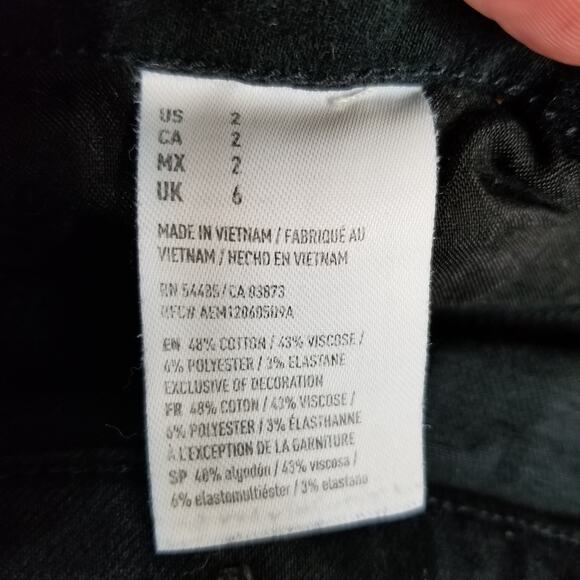 US 2
CA 2
MX 2
UK 6
MADE IN VIETNAM / FABRIQUÉ AU
VIETNAM / HECHO EN VIETNAM
RN 54485/CA 03873
RFC# AEM120605D9A
EN 48% COTTON / 43% VISCOSE /
6% POLYESTER / 3% ELASTANE
EXCLUSIVE OF DECORATION
FR 48% COTON / 43% VISCOSE /
6% POLYESTER / 3% ÉLASTHANNE
À L'EXCEPTION DE LA GARNITURE
SP 48% algodón / 43% viscosa /
6% elastomultiéster / 3% elastano